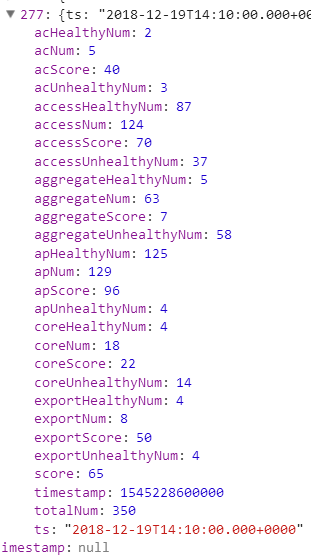 277: {ts: "2018-12-19T14:10:00.000+00
acHealthyNum: 2
acNum: 5
acScore: 40
acUnhealthyNum: 3
accessHealthyNum: 87
accessNum: 124
accessScore: 70
accessUnhealthyNum: 37
aggregateHealthyNum: 5
aggregateNum: 63
aggregateScore: 7
aggregateUnhealthyNum: 58
apHealthyNum: 125
apNum: 129
apScore: 96
apUnhealthyNum: 4
coreHealthyNum: 4
coreNum: 18
coreScore: 22
coreUnhealthyNum: 14
exportHealthyNum: 4
exportNum: 8
exportScore: 50
exportUnhealthyNum: 4
score: 65
timestamp: 1545228600000
totalNum: 350
ts: "2018-12-19T14:10:00.000+0000"
imestamp: null